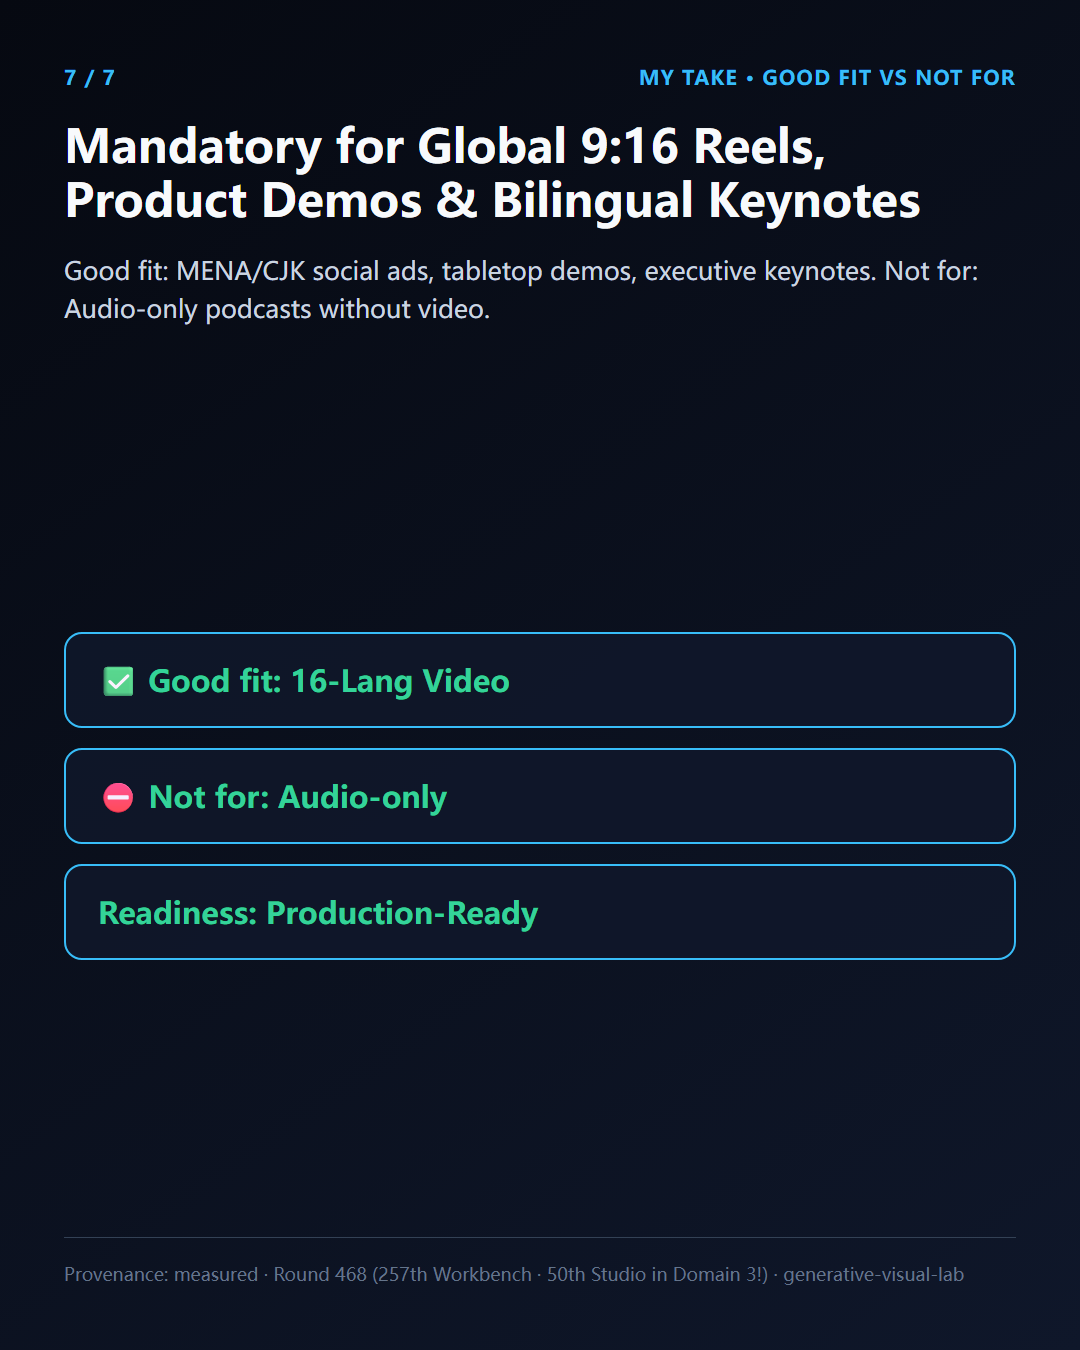 7 / 7
MY TAKE • GOOD FIT VS NOT FOR
Mandatory for Global 9:16 Reels,
Product Demos & Bilingual Keynotes
Good fit: MENA/CJK social ads, tabletop demos, executive keynotes. Not for:
Audio-only podcasts without video.
✅ Good fit: 16-Lang Video
⛔ Not for: Audio-only
Readiness: Production-Ready
Provenance: measured · Round 468 (257th Workbench · 50th Studio in Domain 3!) · generative-visual-lab